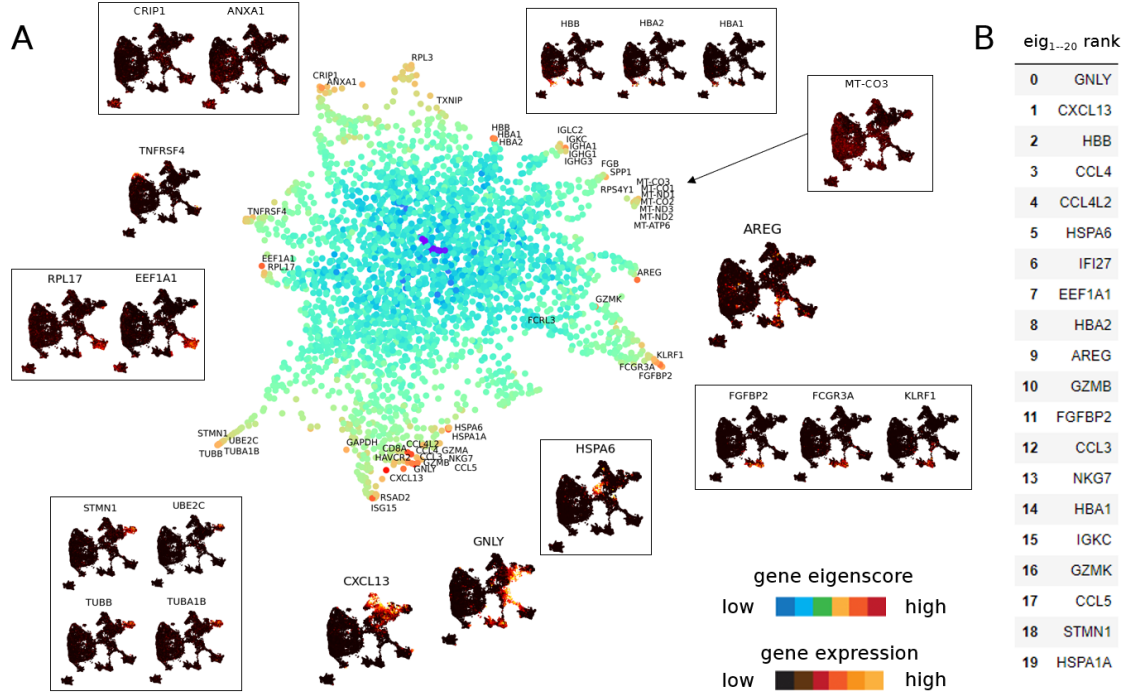 A
CRIP1 ANXA1
HBB HBA2 HBA1
B
eig1--20 rank
MT-CO3
TNFRSF4
RPL17 EEF1A1
AREG
FGFBP2 FCGR3A KLRF1
HSPA6
GNLY
CXCL13
STMN1 UBE2C
TUBB TUBA1B
RPL3
CRIP1
ANXA1
TXNIP
HBB
HBA1
HBA2
IGLC2
IGKC
IGHA1
IGHG1
IGHG3
FGB
SPP1
RPS4Y1
MT-CO3
MT-CO1
MT-ND1
MT-CO2
MT-ND3
MT-ND2
MT-ATP6
TNFRSF4
EEF1A1
RPL17
AREG
GZMK
FCRL3
KLRF1
FCGR3A
FGFBP2
STMN1
UBE2C
TUBB TUBA1B
HSPA6
HSPA1A
GAPDH
CD8A
CCL4L2
CCL4
GZMA
HAVCR2
CCL3
NKG7
GZMB
CCL5
GNLY
CXCL13
RSAD2
ISG15
gene eigenscore
low high
gene expression
low high
0 GNLY
1 CXCL13
2 HBB
3 CCL4
4 CCL4L2
5 HSPA6
6 IFI27
7 EEF1A1
8 HBA2
9 AREG
10 GZMB
11 FGFBP2
12 CCL3
13 NKG7
14 HBA1
15 IGKC
16 GZMK
17 CCL5
18 STMN1
19 HSPA1A